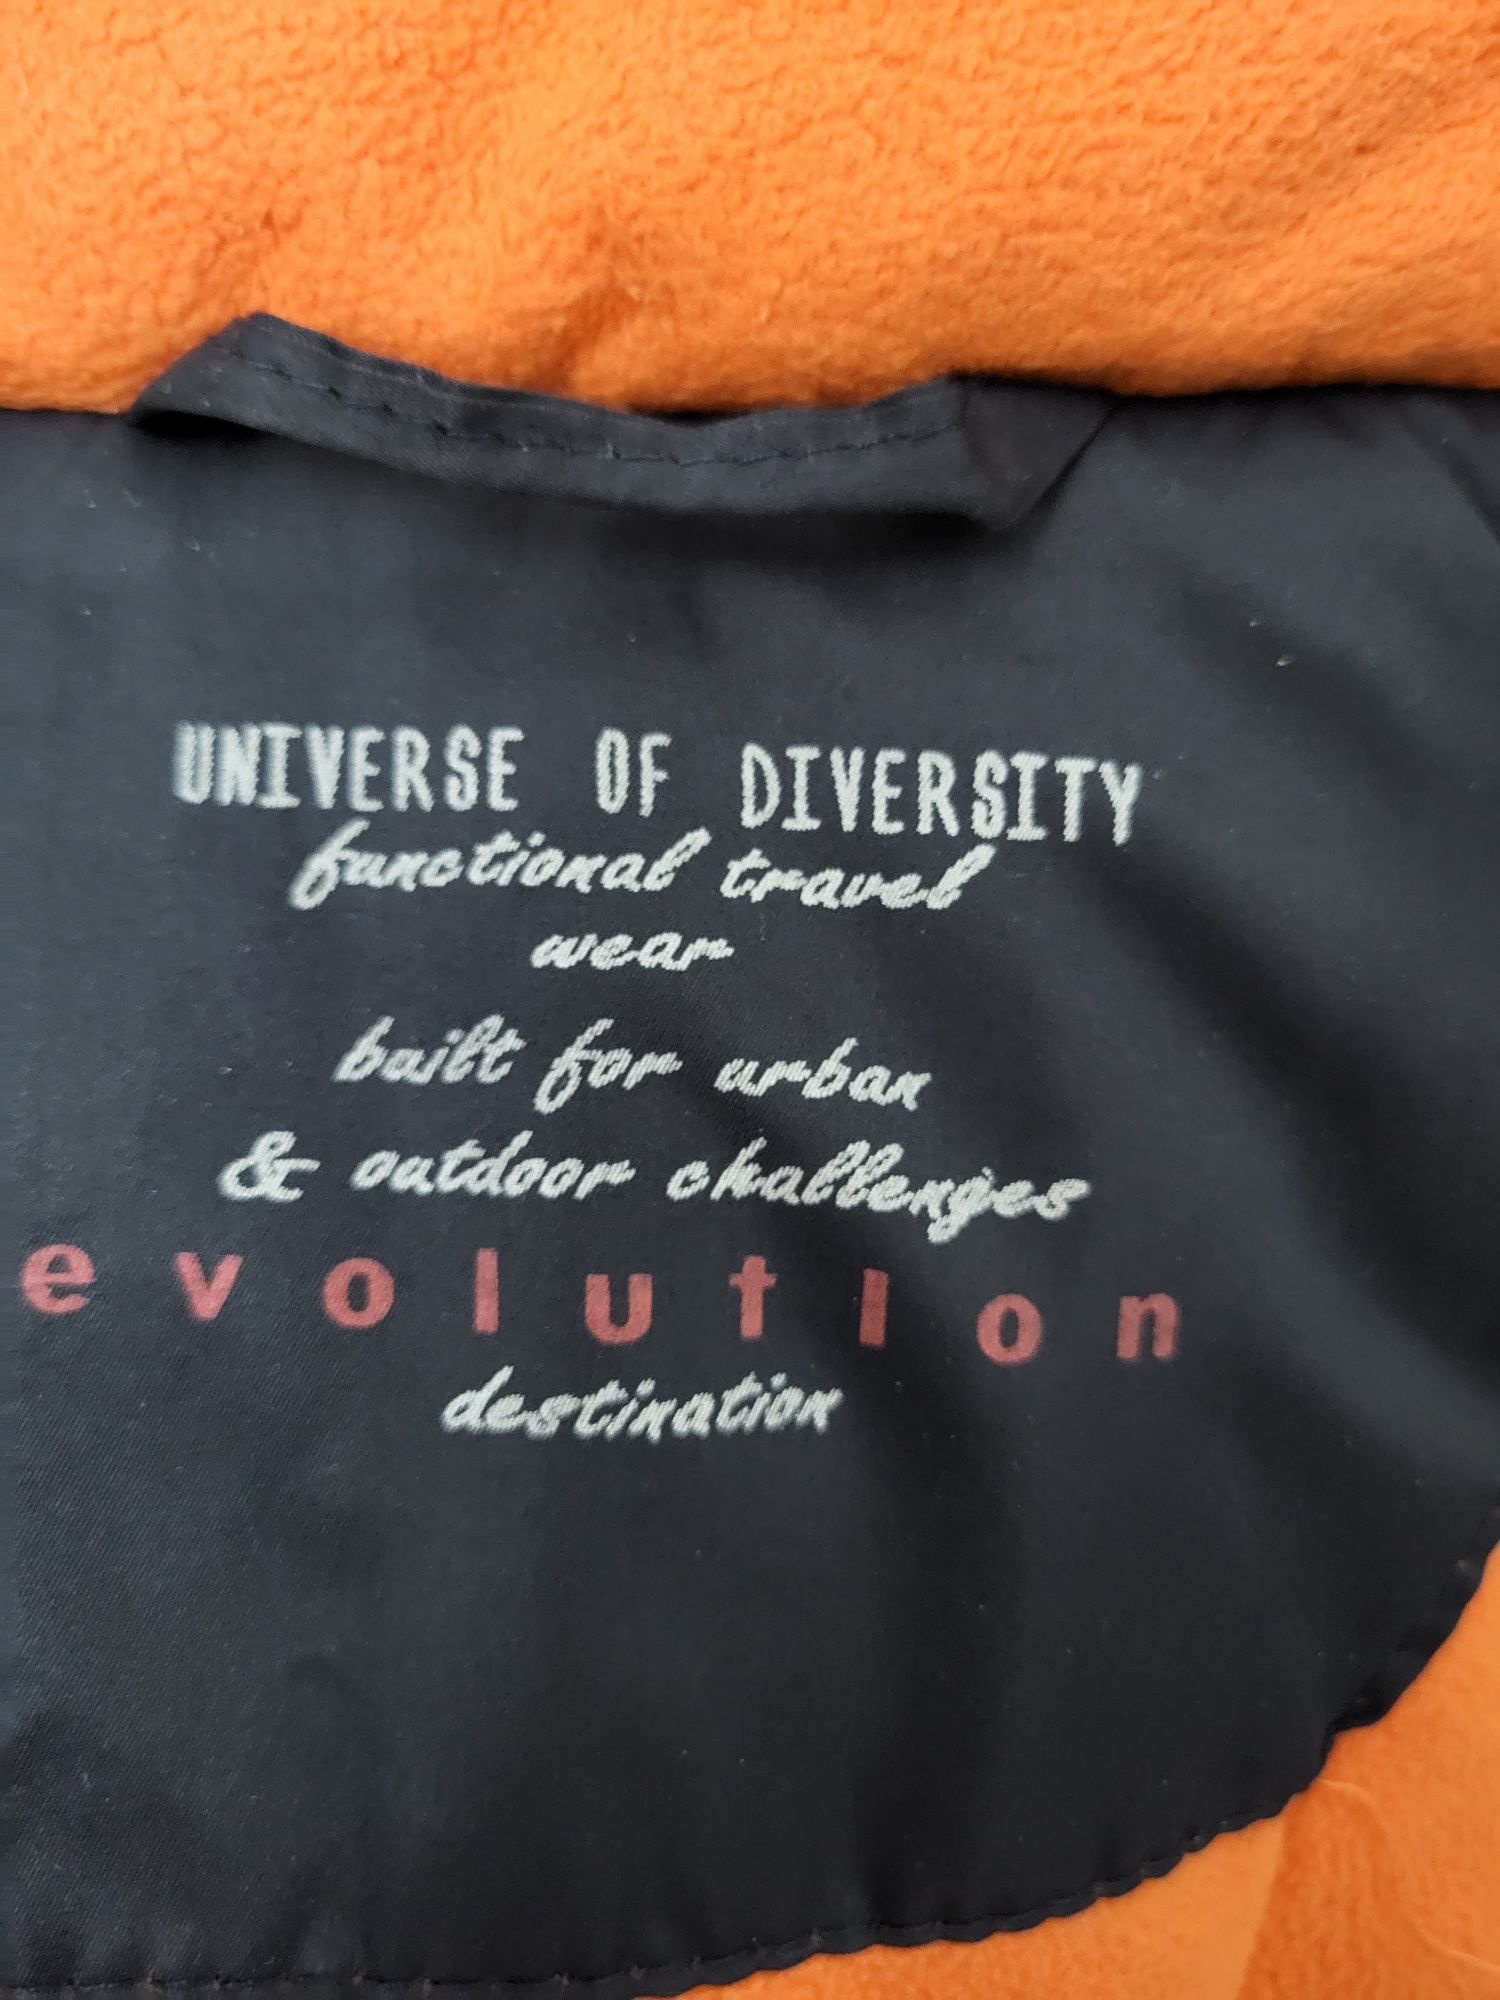 UNIVERSE OF DIVERSITY
functional travel
wear
built for urban
& outdoor challenges
evolution
destination